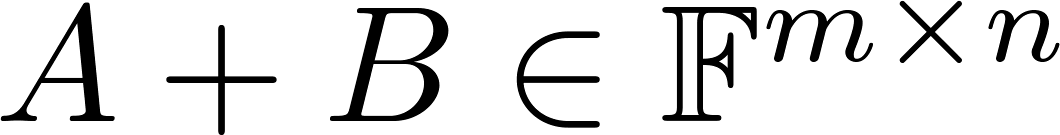 A + B ∈ 𝔽^{m×n}